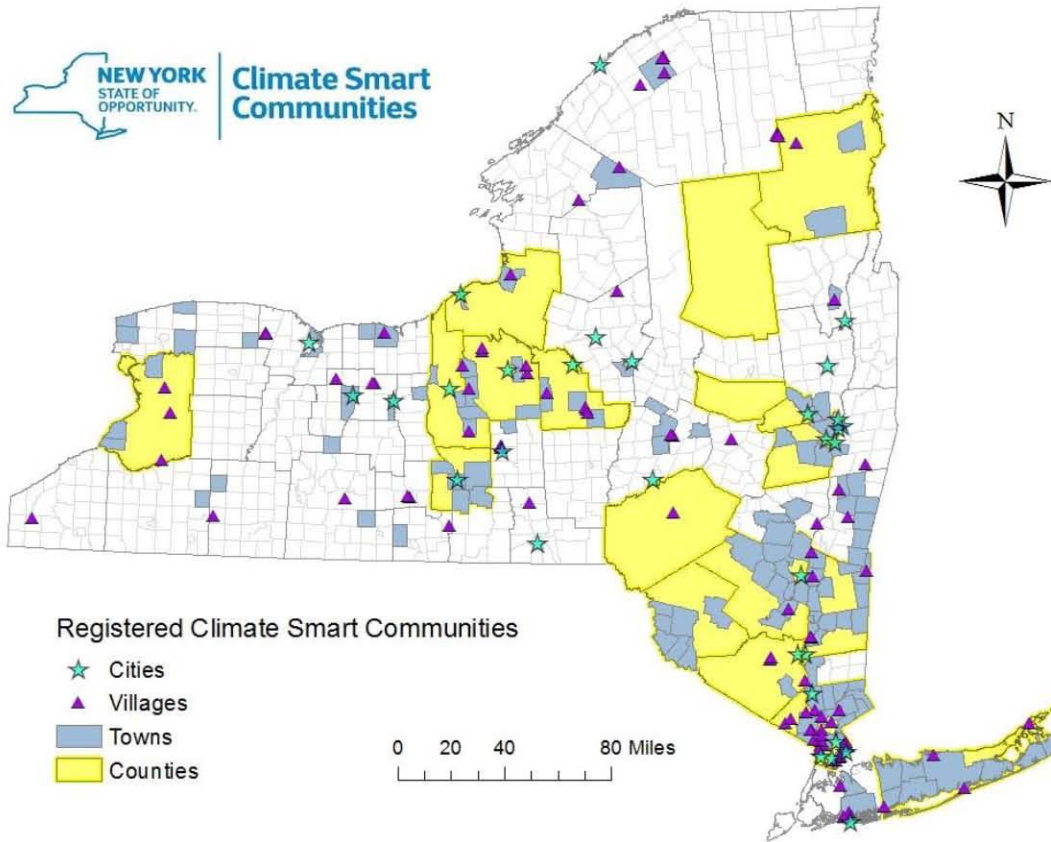 NEW YORK
STATE OF
OPPORTUNITY.
Climate Smart
Communities
N
Registered Climate Smart Communities
Cities
Villages
Towns
Counties
0 20 40 80 Miles